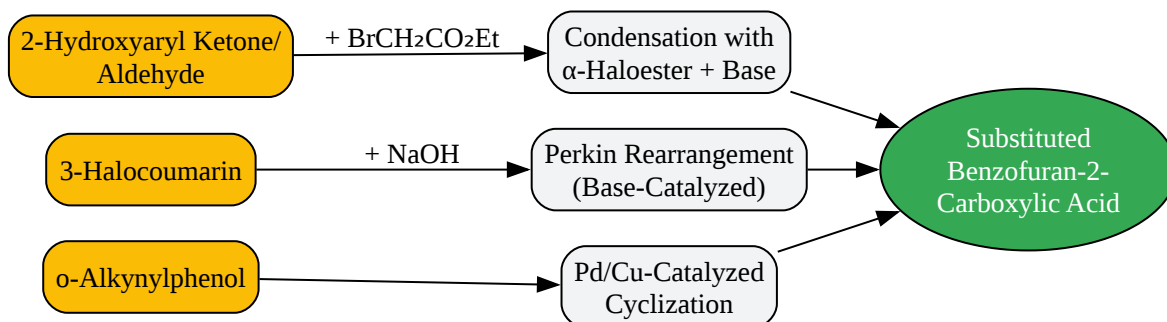 2-Hydroxyaryl Ketone/
Aldehyde
+ BrCH₂CO₂Et
Condensation with
α-Haloester + Base
3-Halocoumarin
+ NaOH
Perkin Rearrangement
(Base-Catalyzed)
Substituted
Benzofuran-2-
Carboxylic Acid
o-Alkynylphenol
Pd/Cu-Catalyzed
Cyclization